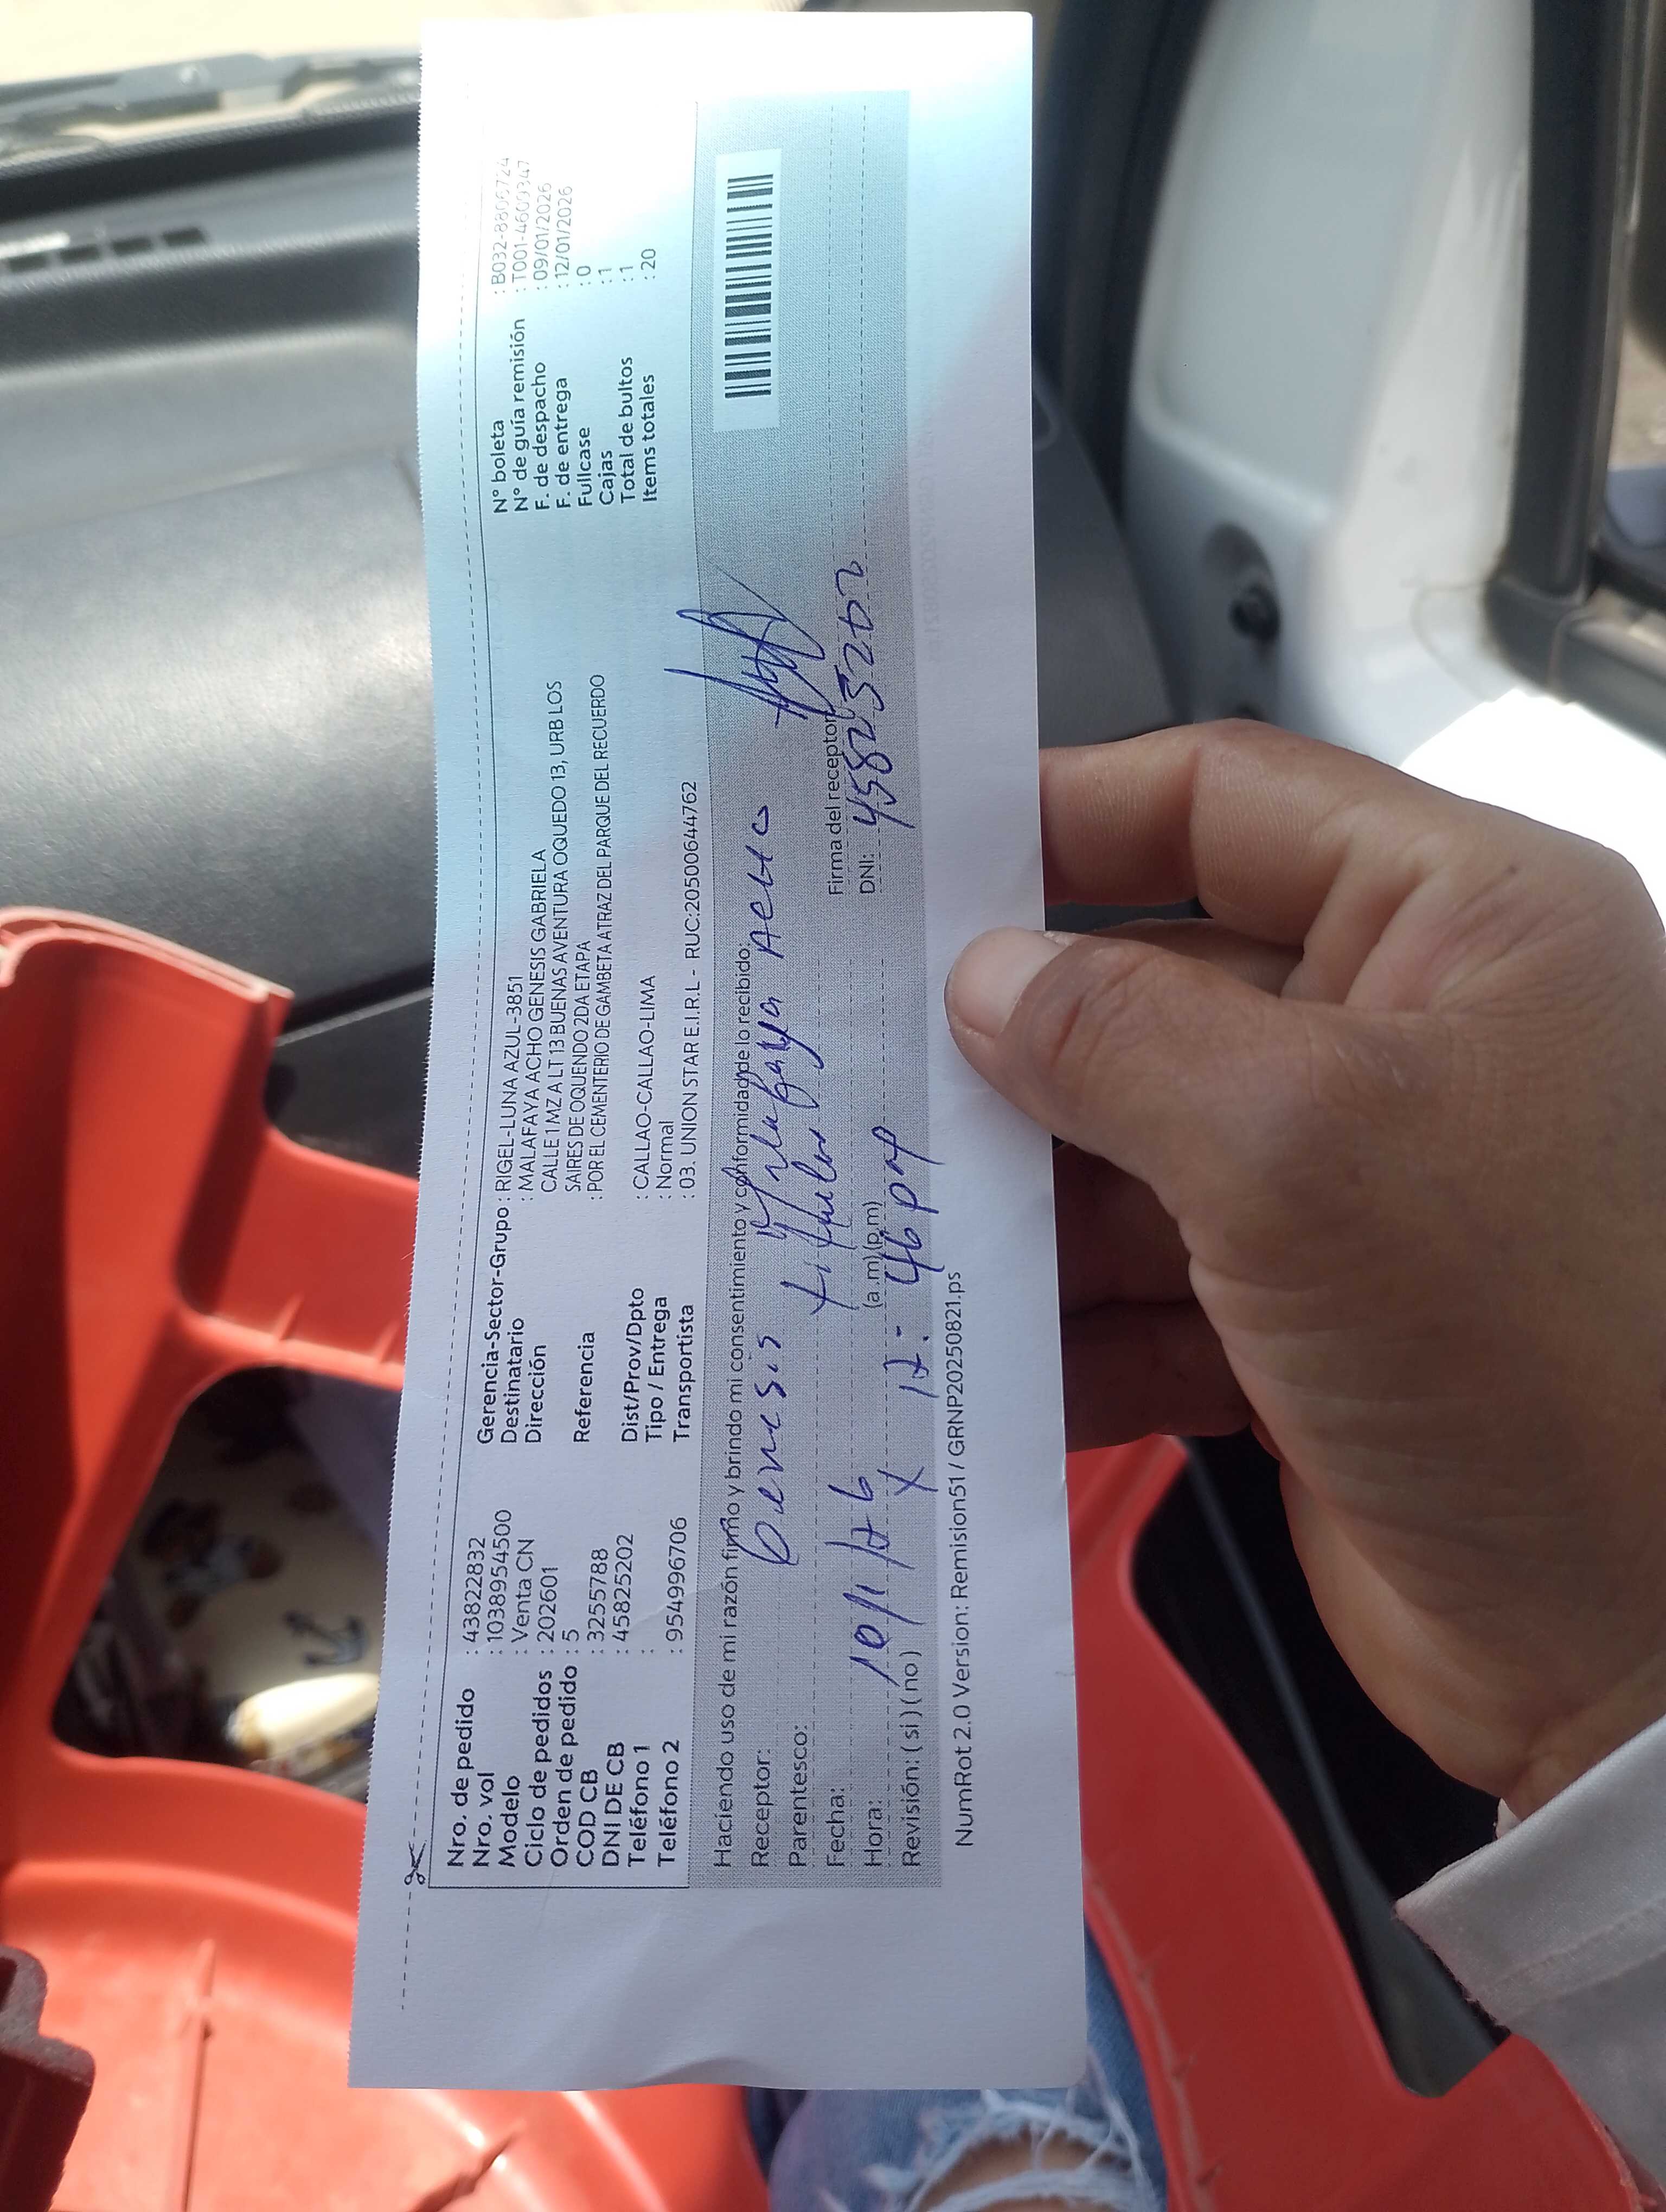 Nro. de pedido : 43822832
Nro. vol : 1038954500
Modelo : Venta CN
Ciclo de pedidos : 202601
Orden de pedido : 5
COD CB : 3255788
DNI DE CB : 45825202
Teléfono 1 :
Teléfono 2 : 954996706
Gerencia-Sector-Grupo : RIGEL-LUNA AZUL-3851
Destinatario : MALAFAYA ACHO GENESIS GABRIELA
Dirección CALLE 1 MZ A LT 13 BUENAS AVENTURA OQUEDO 13, URB LOS
SAIRES DE OQUENDO 2DA ETAPA
Referencia : POR EL CEMENTERIO DE GAMBETA ATRAZ DEL PARQUE DEL RECUERDO
Dist/Prov/Dpto : CALLAO-CALLAO-LIMA
Tipo / Entrega : Normal
Transportista : 03. UNION STAR E.I.R.L - RUC:20500644762
N° boleta : B032-8806724
N° de guía remisión : T001-4600347
F. de despacho : 09/01/2026
F. de entrega : 12/01/2026
Fullcase : 0
Cajas : 1
Total de bultos : 1
Items totales : 20
Haciendo uso de mi razón firmo y brindo mi consentimiento y conformidad de lo recibido:
Receptor: Genesis Malafaya Acho
Parentesco: titular
Fecha: 10/1/
Hora: (a.m) (p.m) 12:46 pm
Revisión: ( si ) ( no ) X
Firma del receptor
DNI:
NumRot 2.0 Version: Remision51 / GRNP20250821.ps